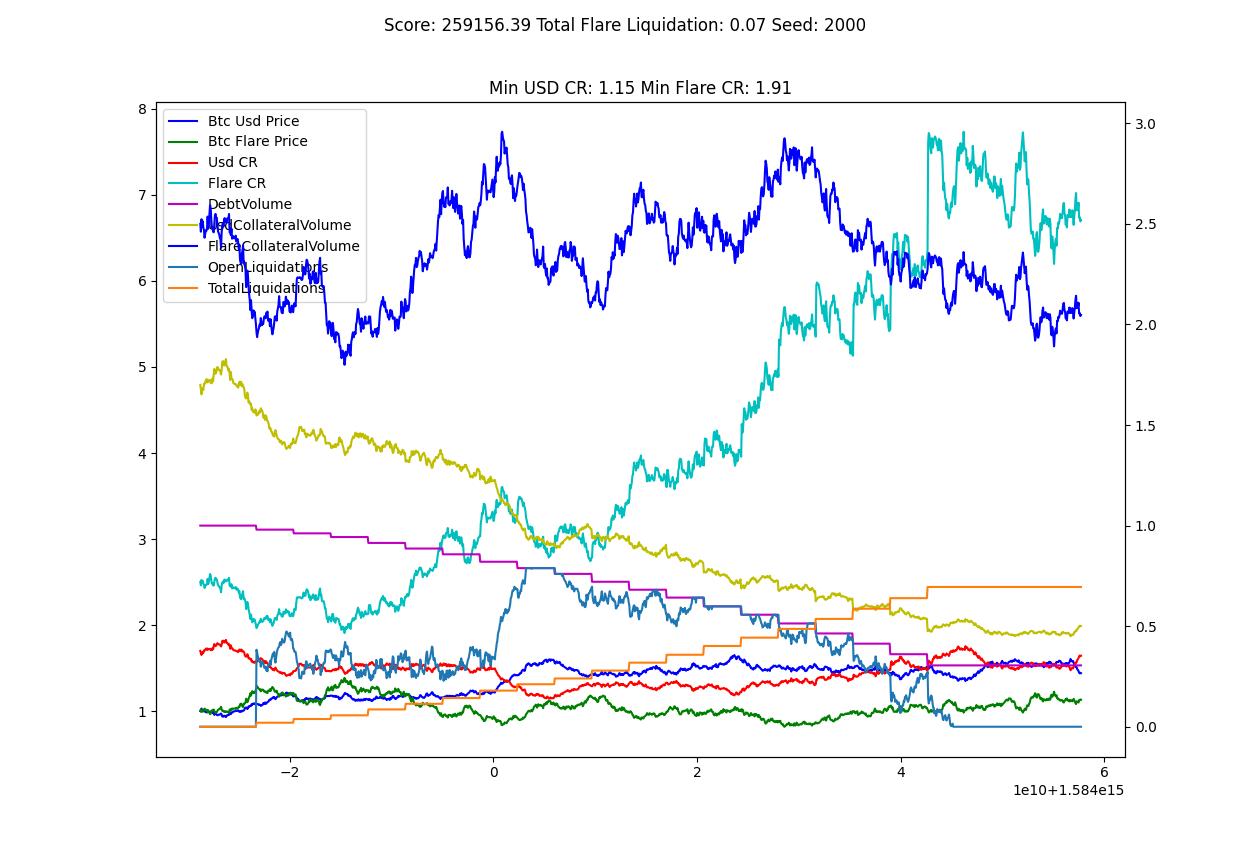 Score: 259156.39 Total Flare Liquidation: 0.07 Seed: 2000
Min USD CR: 1.15 Min Flare CR: 1.91
8
7
6
5
4
3
2
1
Btc Usd Price
Btc Flare Price
Usd CR
Flare CR
DebtVolume
UsdCollateralVolume
FlareCollateralVolume
OpenLiquidations
TotalLiquidations
3.0
2.5
2.0
1.5
1.0
0.5
0.0
−2 0 2 4 6
1e10+1.584e15